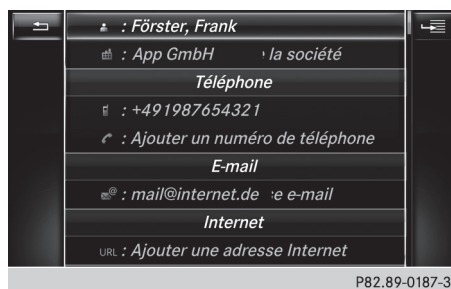 : Förster, Frank
: App GmbH la société
Téléphone
: +491987654321
: Ajouter un numéro de téléphone
E-mail
@ : mail@internet.de e e-mail
Internet
URL : Ajouter une adresse Internet
P82.89-0187-3